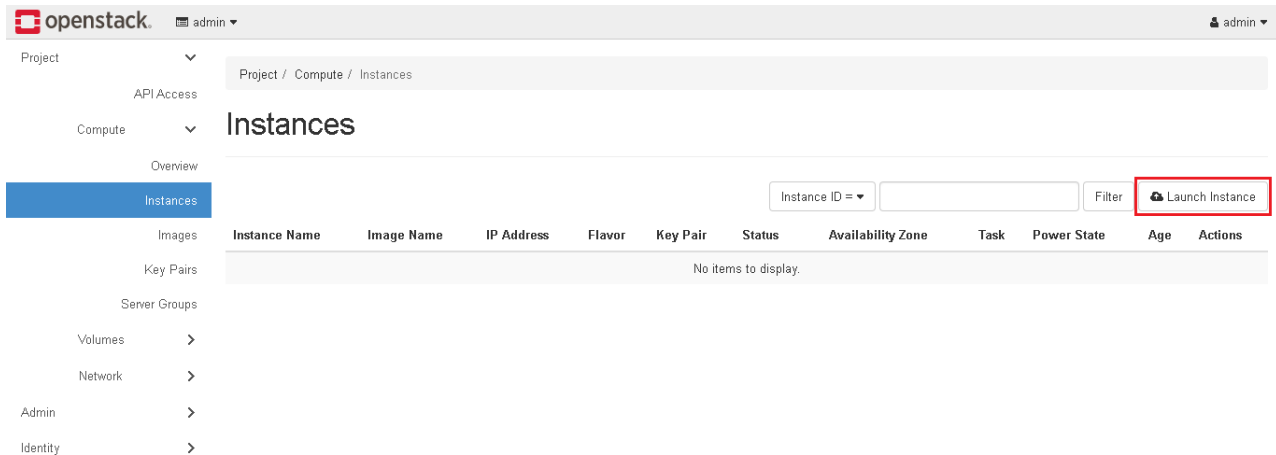 openstack. admin admin
Project
Project / Compute / Instances
API Access
Compute
Instances
Overview
Instances
Instance ID = Filter Launch Instance
Images
Instance Name Image Name IP Address Flavor Key Pair Status Availability Zone Task Power State Age Actions
Key Pairs
No items to display.
Server Groups
Volumes
Network
Admin
Identity